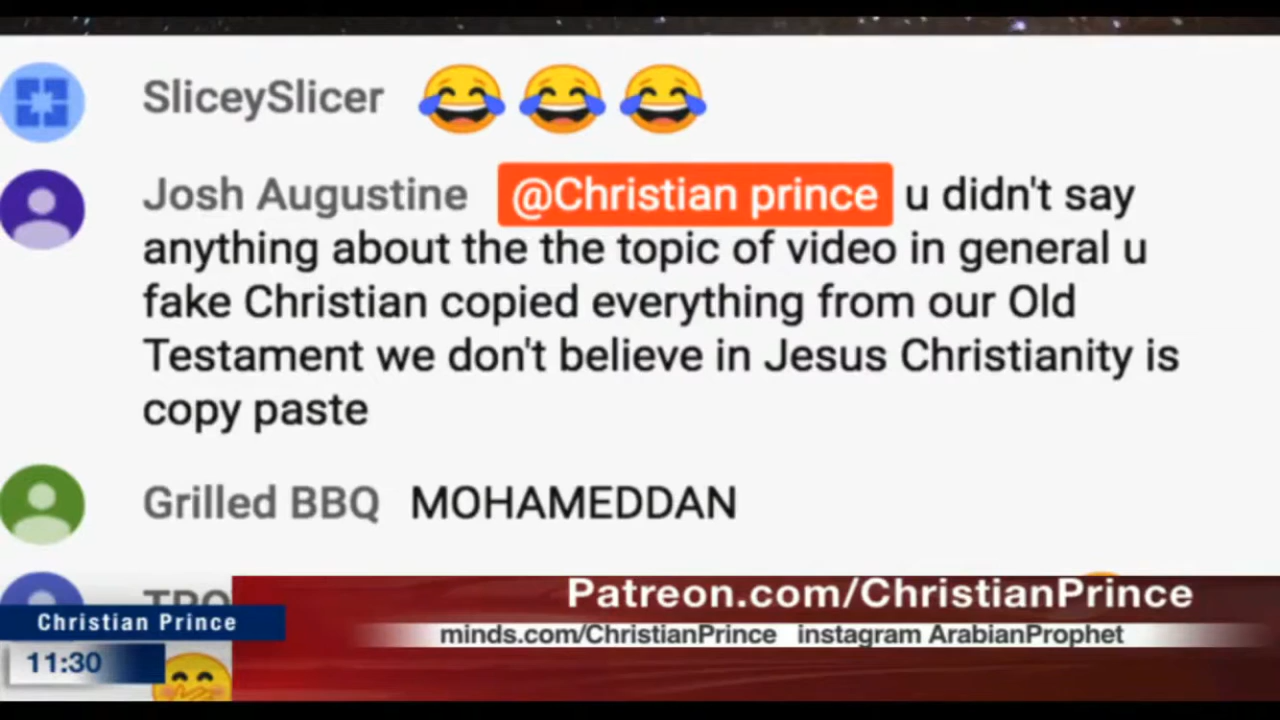 SliceySlicer
Josh Augustine @Christian prince u didn't say
anything about the the topic of video in general u
fake Christian copied everything from our Old
Testament we don't believe in Jesus Christianity is
copy paste
Grilled BBQ MOHAMEDDAN
Patreon.com/ChristianPrince
Christian Prince
minds.com/ChristianPrince instagram ArabianProphet
11:30